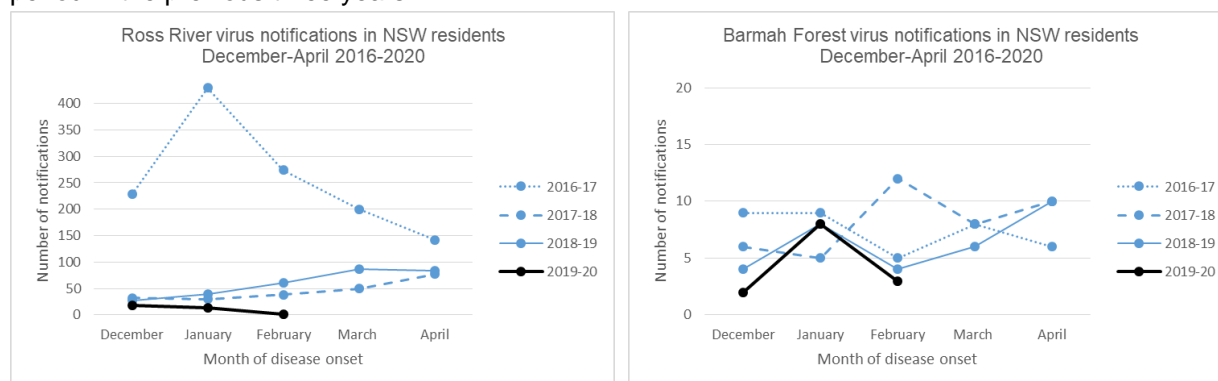 Ross River virus notifications in NSW residents
December-April 2016-2020
Number of notifications
400
350
300
250
200
150
100
50
0
December January February March April
Month of disease onset
2016-17
2017-18
2018-19
2019-20
Barmah Forest virus notifications in NSW residents
December-April 2016-2020
Number of notifications
20
15
10
5
0
December January February March April
Month of disease onset
2016-17
2017-18
2018-19
2019-20